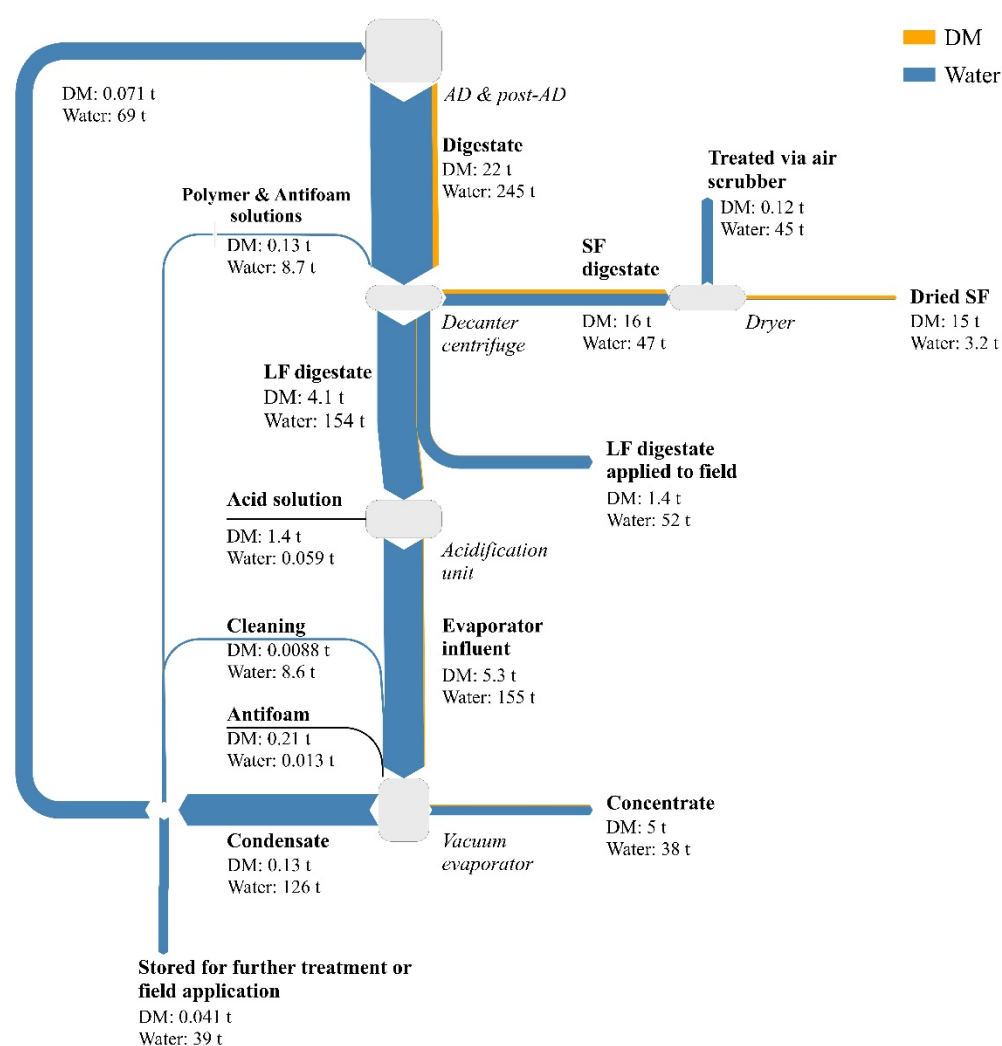 DM
Water
DM: 0.071 t
Water: 69 t
AD & post-AD
Digestate
DM: 22 t
Water: 245 t
Treated via air
scrubber
DM: 0.12 t
Water: 45 t
Polymer & Antifoam
solutions
DM: 0.13 t
Water: 8.7 t
SF
digestate
DM: 16 t
Water: 47 t
Decanter
centrifuge
Dryer
Dried SF
DM: 15 t
Water: 3.2 t
LF digestate
DM: 4.1 t
Water: 154 t
LF digestate
applied to field
DM: 1.4 t
Water: 52 t
Acid solution
DM: 1.4 t
Water: 0.059 t
Acidification
unit
Cleaning
DM: 0.0088 t
Water: 8.6 t
Evaporator
influent
DM: 5.3 t
Water: 155 t
Antifoam
DM: 0.21 t
Water: 0.013 t
Condensate
DM: 0.13 t
Water: 126 t
Vacuum
evaporator
Concentrate
DM: 5 t
Water: 38 t
Stored for further treatment or
field application
DM: 0.041 t
Water: 39 t